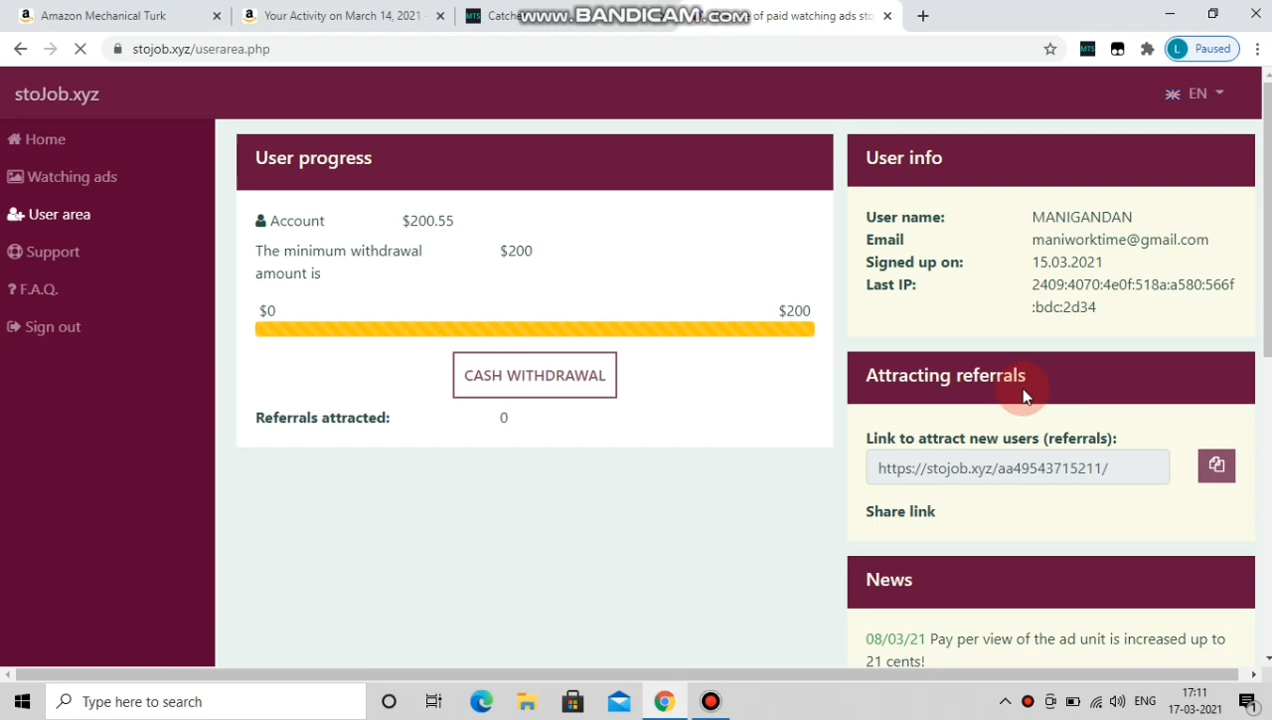 Amazon Mechanical Turk
Your Activity on March 14, 2021 -
Catche
www.BANDICAM.com
e of paid watching ads sto
stojob.xyz/userarea.php
MTS
L Paused
stoJob.xyz
EN
Home
Watching ads
User area
Support
? F.A.Q.
Sign out
User progress
Account $200.55
The minimum withdrawal $200
amount is
$0 $200
CASH WITHDRAWAL
Referrals attracted: 0
User info
User name: MANIGANDAN
Email maniworktime@gmail.com
Signed up on: 15.03.2021
Last IP: 2409:4070:4e0f:518a:a580:566f
:bdc:2d34
Attracting referrals
Link to attract new users (referrals):
https://stojob.xyz/aa49543715211/
Share link
News
08/03/21 Pay per view of the ad unit is increased up to
21 cents!
Type here to search
ENG
17:11
17-03-2021
1